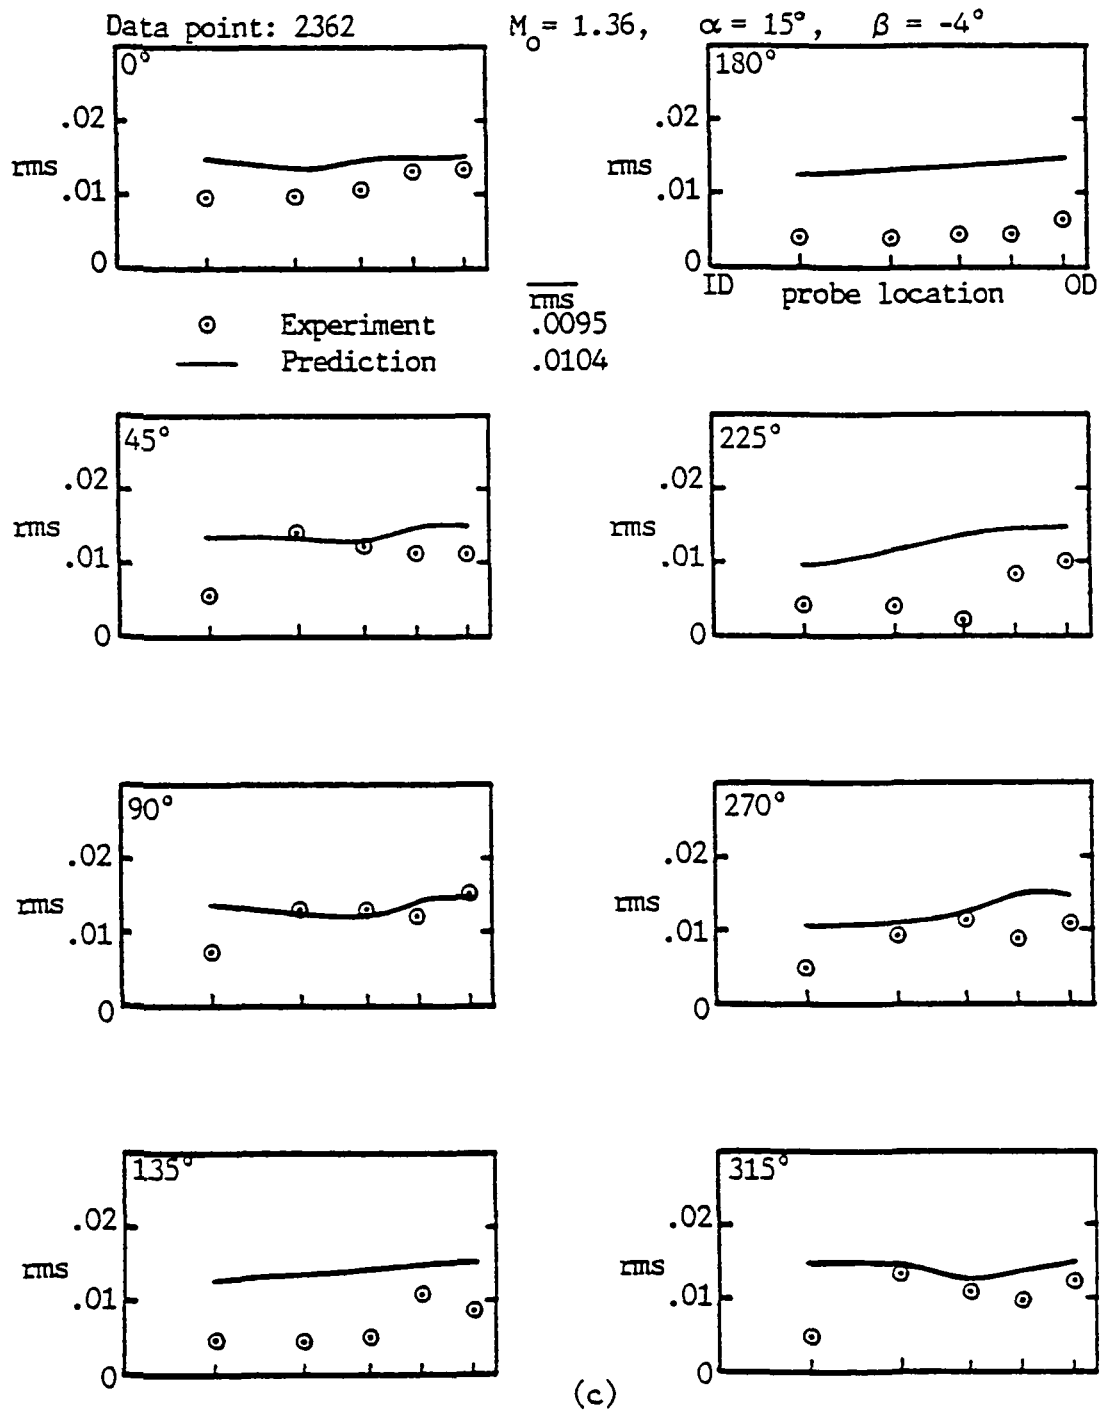 Data point: 2362 M₀ = 1.36, α = 15°, β = -4°
0°
.02
rms
.01
0
180°
.02
rms
.01
0
ID probe location OD
rms
⊙ Experiment .0095
Prediction .0104
45°
.02
rms
.01
0
225°
.02
rms
.01
0
90°
.02
rms
.01
0
270°
.02
rms
.01
0
135°
.02
rms
.01
0
315°
.02
rms
.01
0
(c)